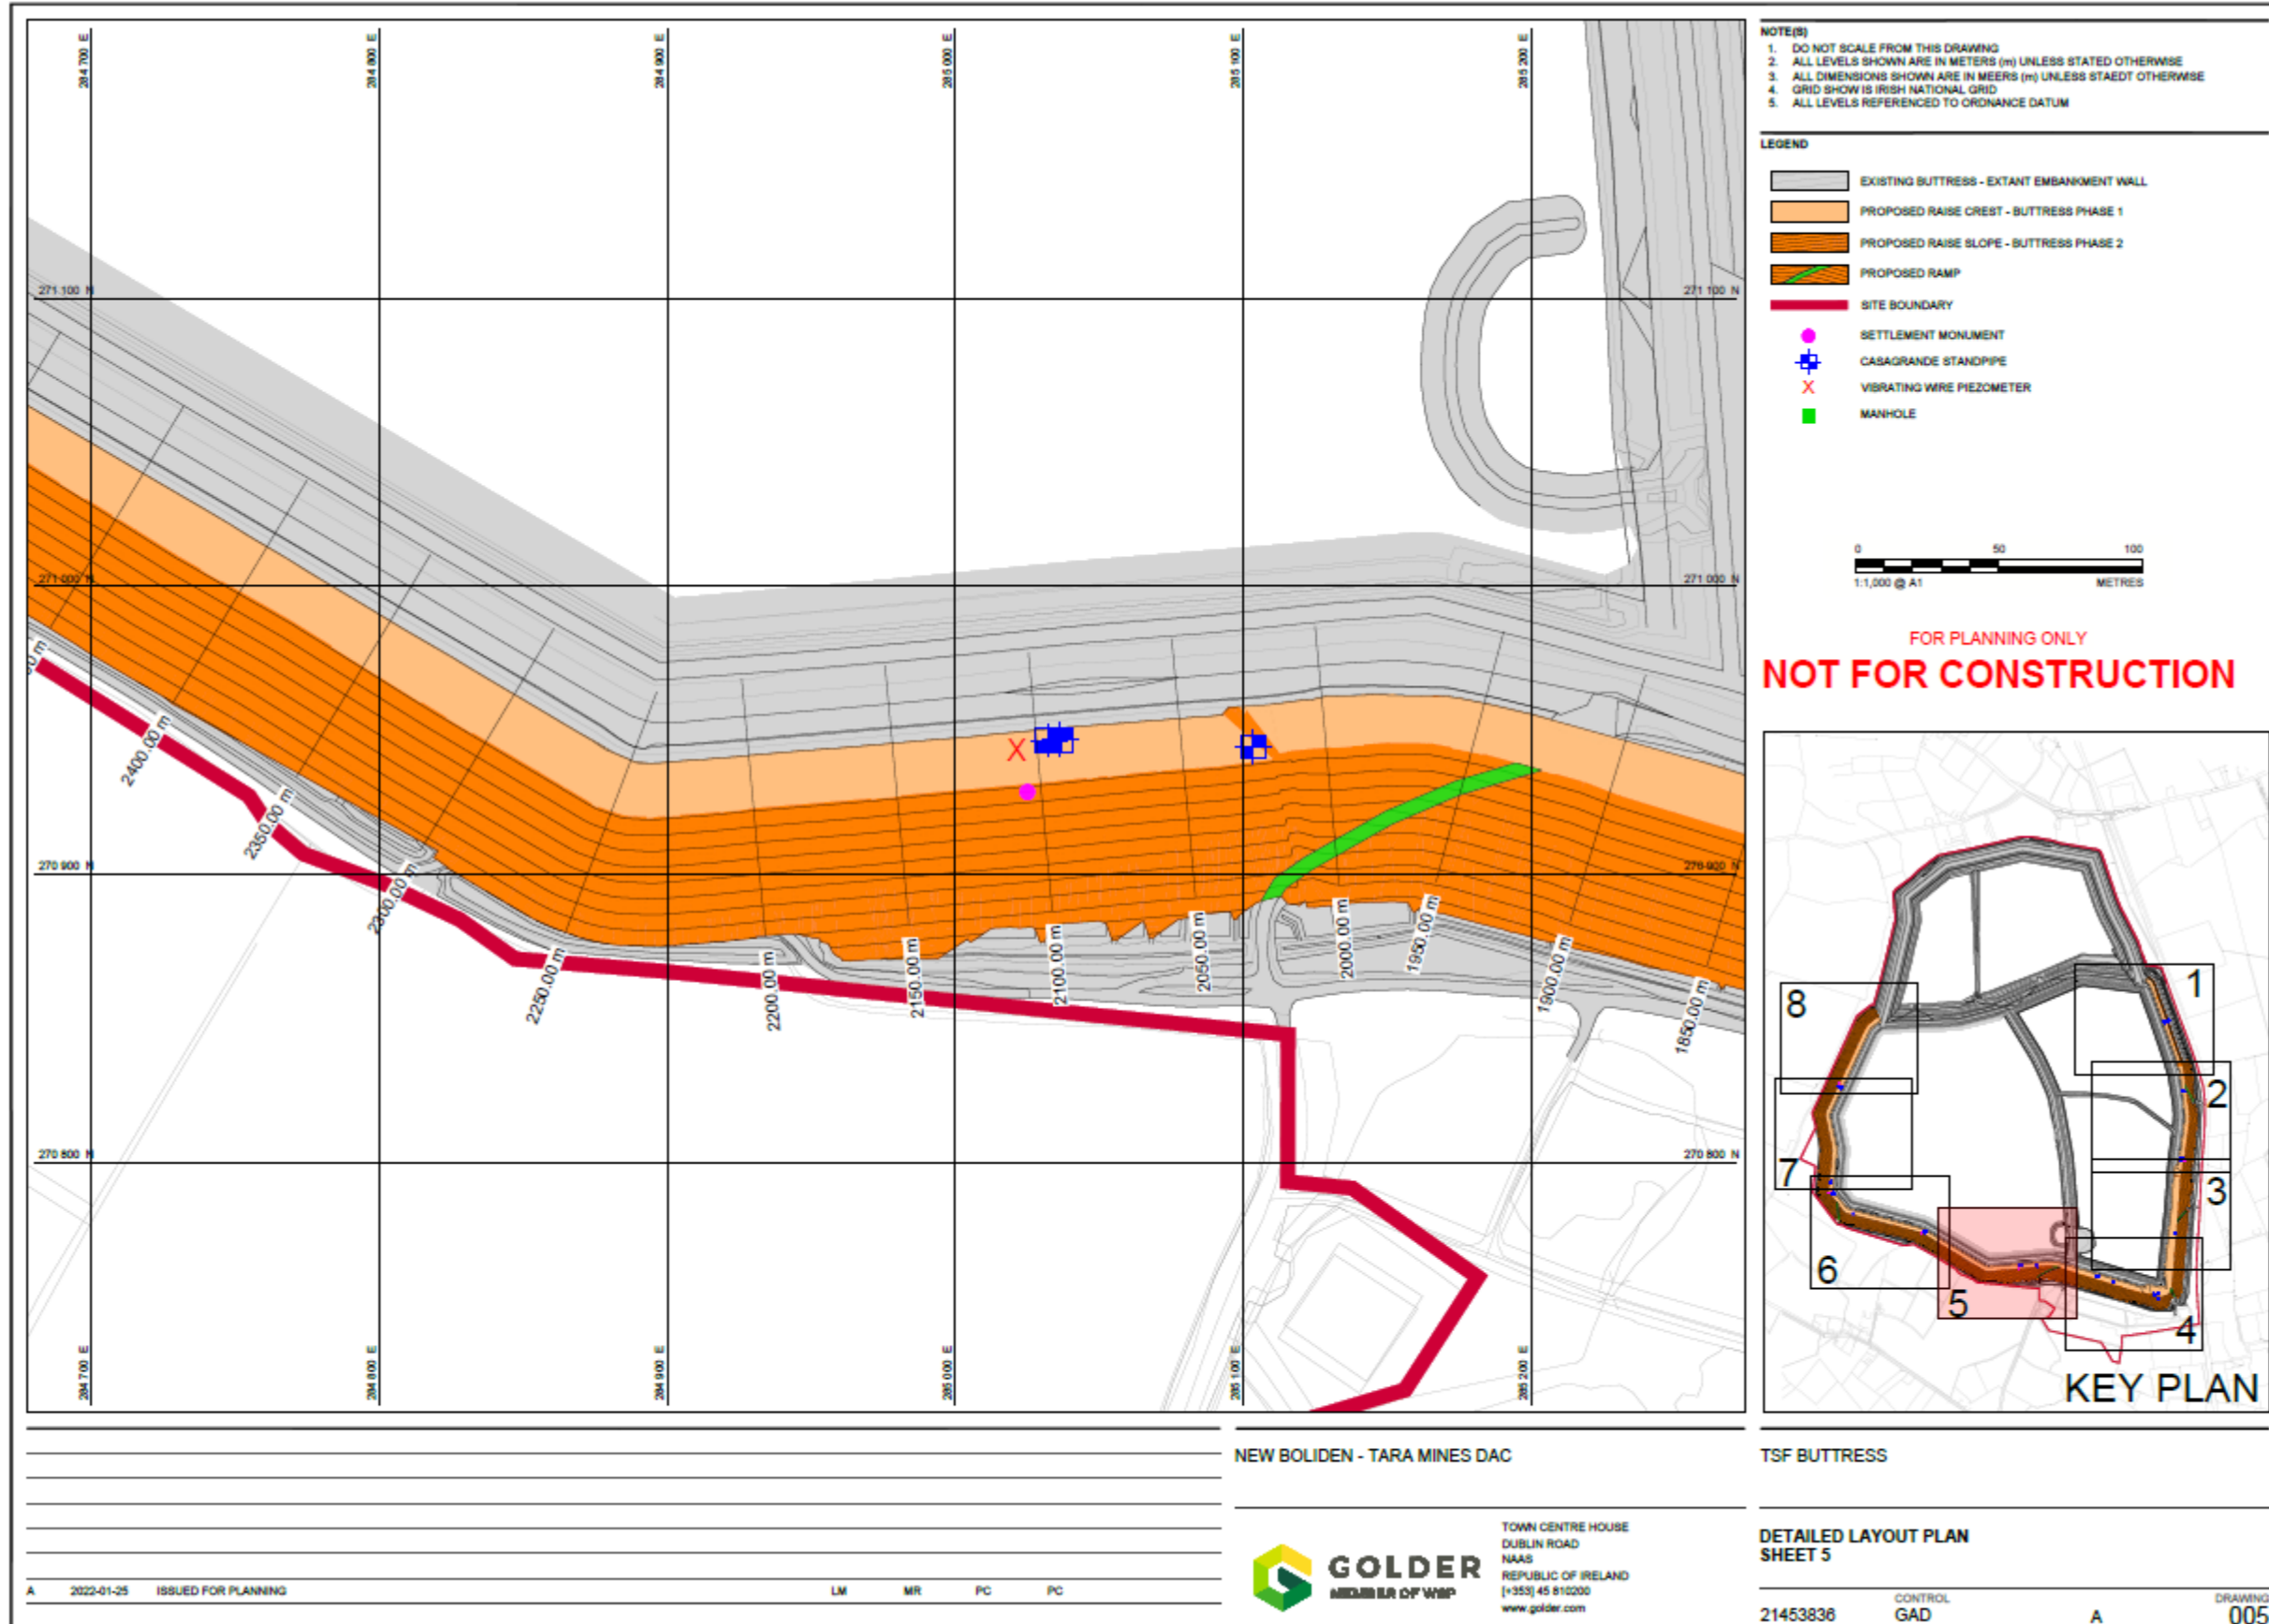 284 700 E
284 800 E
284 900 E
285 000 E
285 100 E
285 200 E
271 100 N
271 100 N
271 000 N
271 000 N
270 900 N
270 900 N
270 800 N
270 800 N
0 m
2400.00 m
2350.00 m
2300.00 m
2250.00 m
2200.00 m
2150.00 m
2100.00 m
2050.00 m
2000.00 m
1950.00 m
1900.00 m
1850.00 m
284 700 E
284 800 E
284 900 E
285 000 E
285 100 E
285 200 E
NOTE(S)
1. DO NOT SCALE FROM THIS DRAWING
2. ALL LEVELS SHOWN ARE IN METERS (m) UNLESS STATED OTHERWISE
3. ALL DIMENSIONS SHOWN ARE IN MEERS (m) UNLESS STAEDT OTHERWISE
4. GRID SHOW IS IRISH NATIONAL GRID
5. ALL LEVELS REFERENCED TO ORDNANCE DATUM
LEGEND
EXISTING BUTTRESS - EXTANT EMBANKMENT WALL
PROPOSED RAISE CREST - BUTTRESS PHASE 1
PROPOSED RAISE SLOPE - BUTTRESS PHASE 2
PROPOSED RAMP
SITE BOUNDARY
SETTLEMENT MONUMENT
CASAGRANDE STANDPIPE
X VIBRATING WIRE PIEZOMETER
MANHOLE
0 50 100
1:1,000 @ A1 METRES
FOR PLANNING ONLY
NOT FOR CONSTRUCTION
1
8
2
7
3
6
5
4
KEY PLAN
NEW BOLIDEN - TARA MINES DAC
TSF BUTTRESS
GOLDER
MEMBER OF WSP
TOWN CENTRE HOUSE
DUBLIN ROAD
NAAS
REPUBLIC OF IRELAND
[+353] 45 810200
www.golder.com
DETAILED LAYOUT PLAN
SHEET 5
A 2022-01-25 ISSUED FOR PLANNING LM MR PC PC
CONTROL DRAWING
21453836 GAD A 005